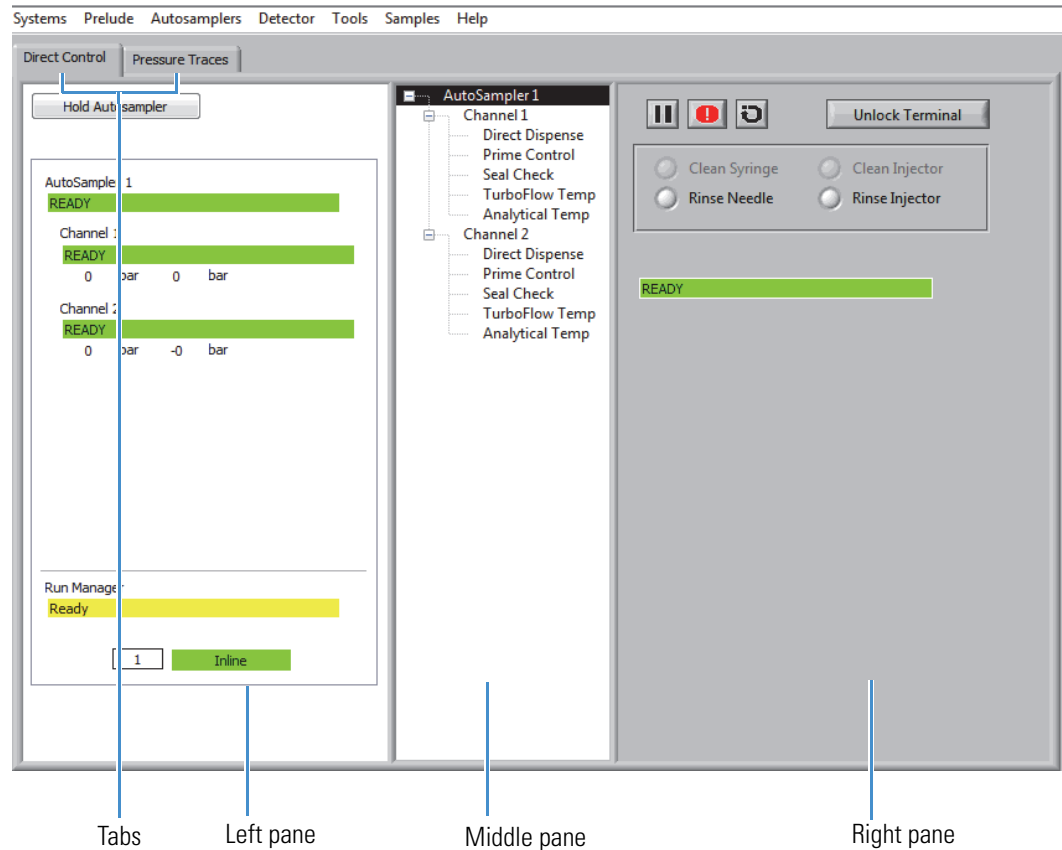 Systems Prelude Autosamplers Detector Tools Samples Help
Direct Control Pressure Traces
Hold Autosampler
AutoSampler 1
READY
Channel 1
READY
0 bar 0 bar
Channel 2
READY
0 bar -0 bar
Run Manager
Ready
1 Inline
AutoSampler 1
Channel 1
Direct Dispense
Prime Control
Seal Check
TurboFlow Temp
Analytical Temp
Channel 2
Direct Dispense
Prime Control
Seal Check
TurboFlow Temp
Analytical Temp
Unlock Terminal
Clean Syringe Clean Injector
Rinse Needle Rinse Injector
READY
Tabs Left pane Middle pane Right pane